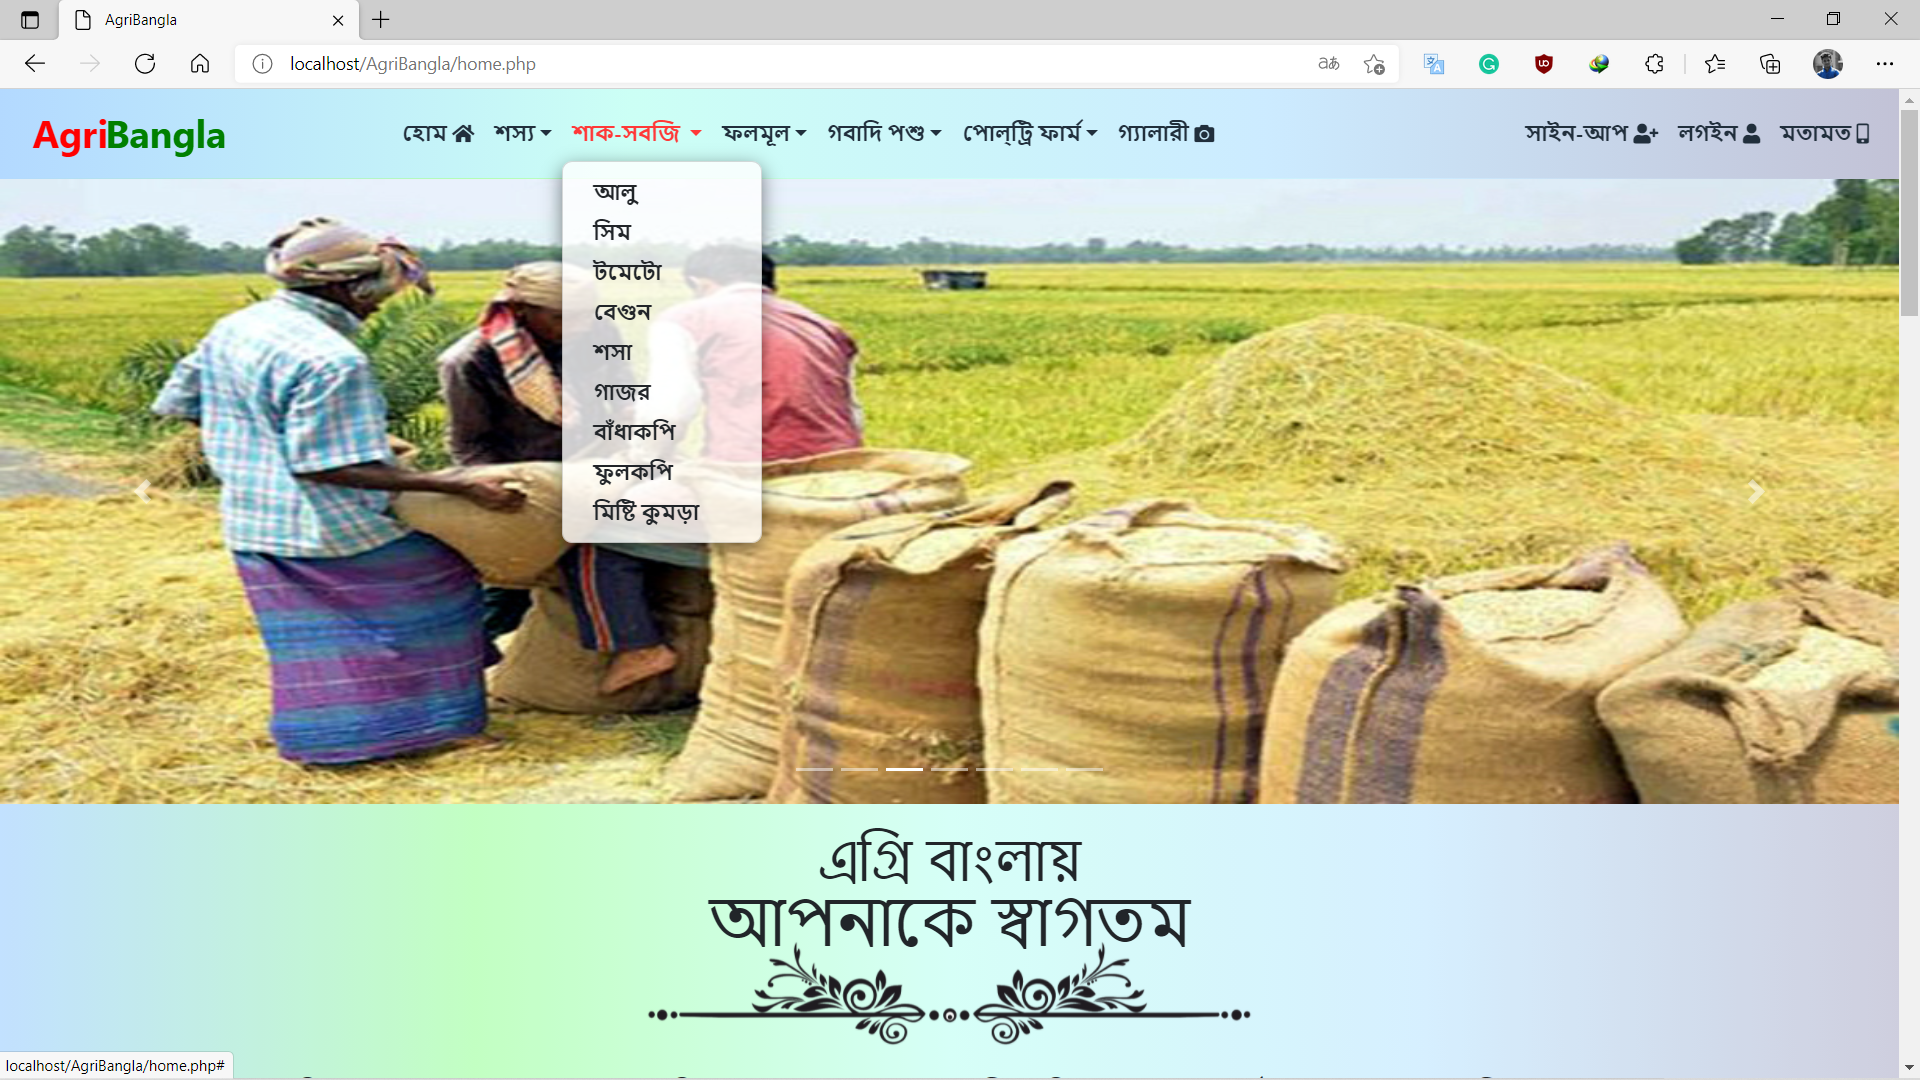 AgriBangla
localhost/AgriBangla/home.php
AgriBangla
হোম শস্য শাক-সবজি ফলমূল গবাদি পশু পোল্ট্রি ফার্ম গ্যালারী সাইন-আপ লগইন মতামত
আলু
সিম
টমেটো
বেগুন
শসা
গাজর
বাঁধাকপি
ফুলকপি
মিষ্টি কুমড়া
এগ্রি বাংলায়
আপনাকে স্বাগতম
localhost/AgriBangla/home.php#